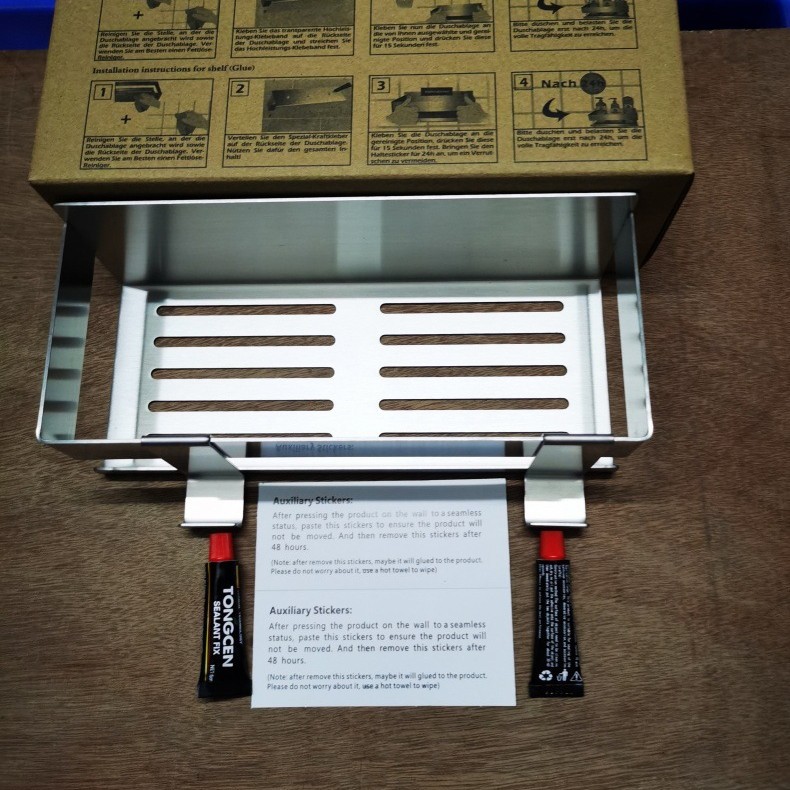 Reinigen Sie die Stelle, an der die
Duschablage angebracht wird sowie
die Rückseite der Duschablage. Ver-
wenden Sie am Besten einen Fettlöse-
Reiniger.
Kleben Sie das transparente Hochleis-
tungs-Klebeband auf die Rückseite
der Duschablage und streichen Sie
das Hochleistungs-Klebeband fest.
Kleben Sie nun die Duschablage an
die von Ihnen ausgewählte und gerei-
nigte Position und drücken Sie diese
für 15 Sekunden fest.
Bitte duschen und belasten Sie die
Duschablage erst nach 24h, um die
volle Tragfähigkeit zu erreichen.
Installation instructions for shelf (Glue)
1
+
Reinigen Sie die Stelle, an der die
Duschablage angebracht wird sowie
die Rückseite der Duschablage. Ver-
wenden Sie am Besten einen Fettlöse-
Reiniger.
2
Verteilen Sie den Spezial-Kraftkleber
auf der Rückseite der Duschablage.
Nutzen Sie dafür den gesamten In-
halt!
3
Kleben Sie die Duschablage an die
gereinigte Position, drücken Sie diese
für 15 Sekunden fest. Bringen Sie den
Haltesticker für 24h an, um ein Verrut-
schen zu vermeiden.
4 Nach 24h
Bitte duschen und belasten Sie die
Duschablage erst nach 24h, um die
volle Tragfähigkeit zu erreichen.
Auxiliary Stickers:
After pressing the product on the wall to a seamless
status, paste this stickers to ensure the product will
not be moved. And then remove this stickers after
48 hours.
(Note: after remove this stickers, maybe it will glued to the product.
Please do not worry about it, use a hot towel to wipe)
Auxiliary Stickers:
After pressing the product on the wall to a seamless
status, paste this stickers to ensure the product will
not be moved. And then remove this stickers after
48 hours.
(Note: after remove this stickers, maybe it will glued to the product.
Please do not worry about it, use a hot towel to wipe)
TONGCEN
SEALANT FIX